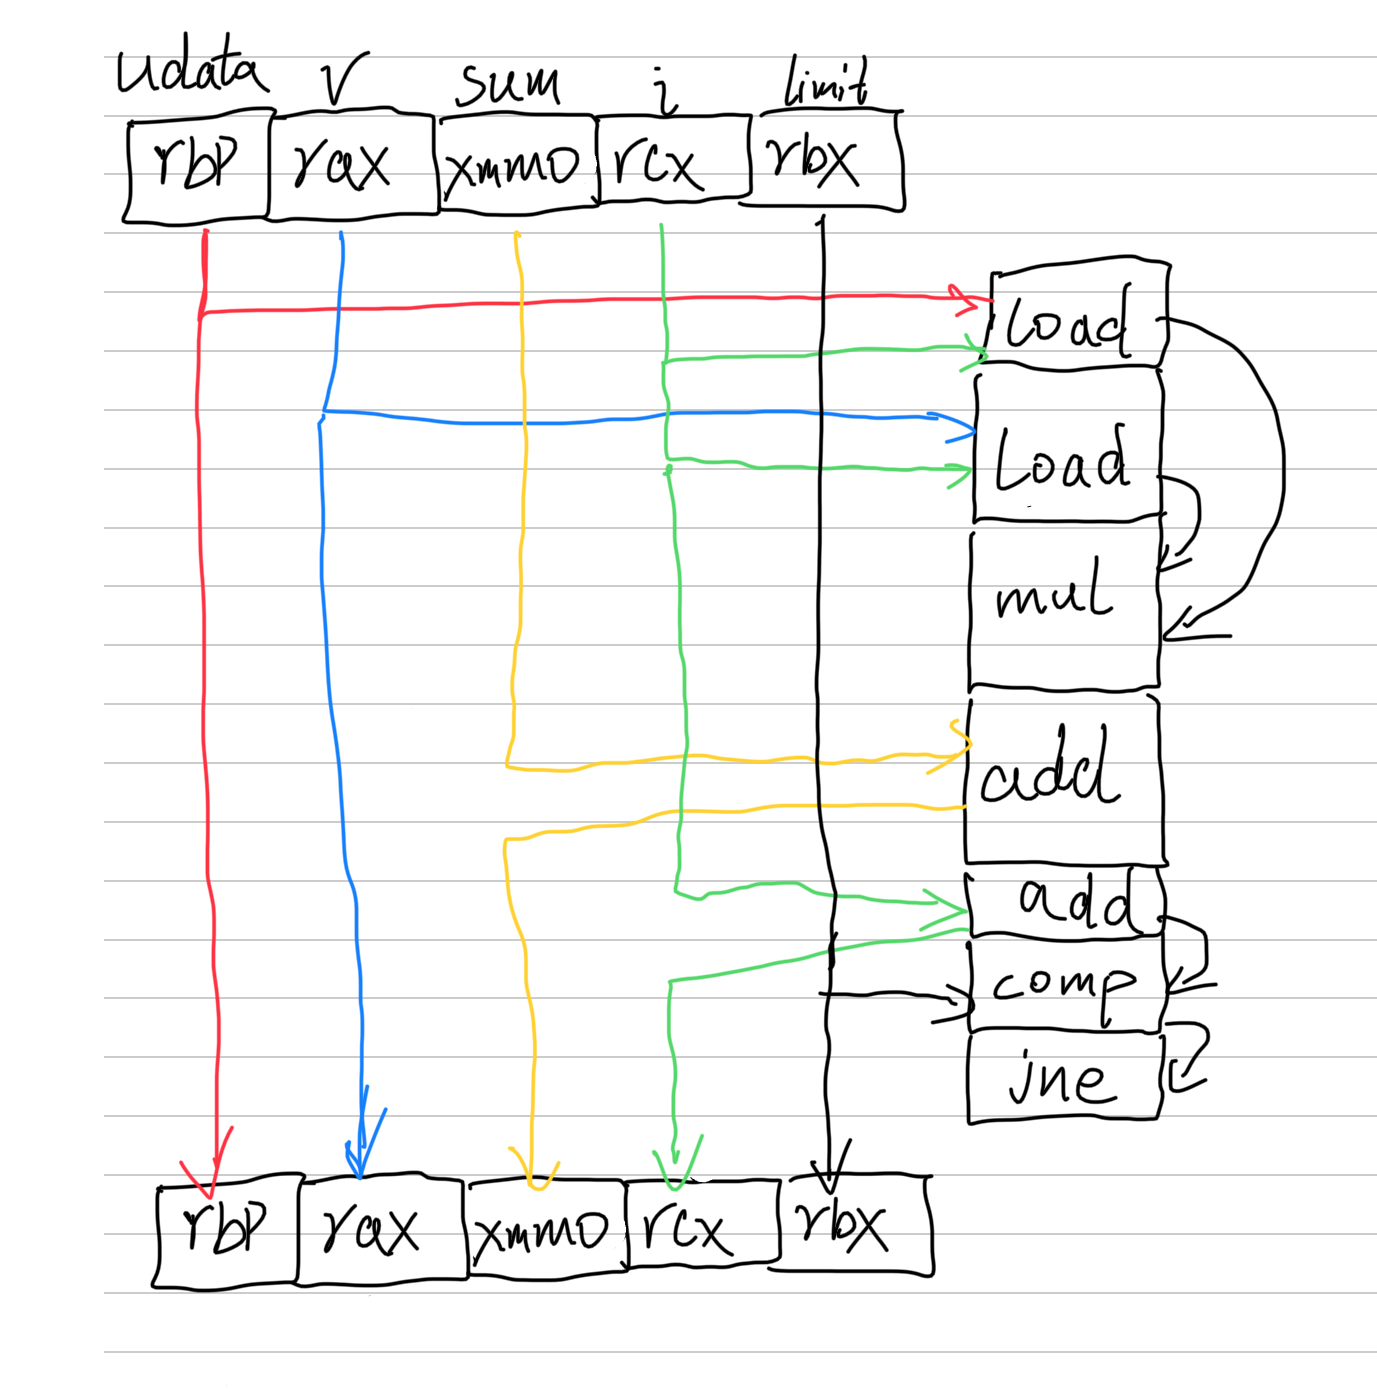 udata V sum i limit
rbp rax xmm0 rcx rbx
Load
Load
mul
add
add
comp
jne
rbp rax xmm0 rcx rbx